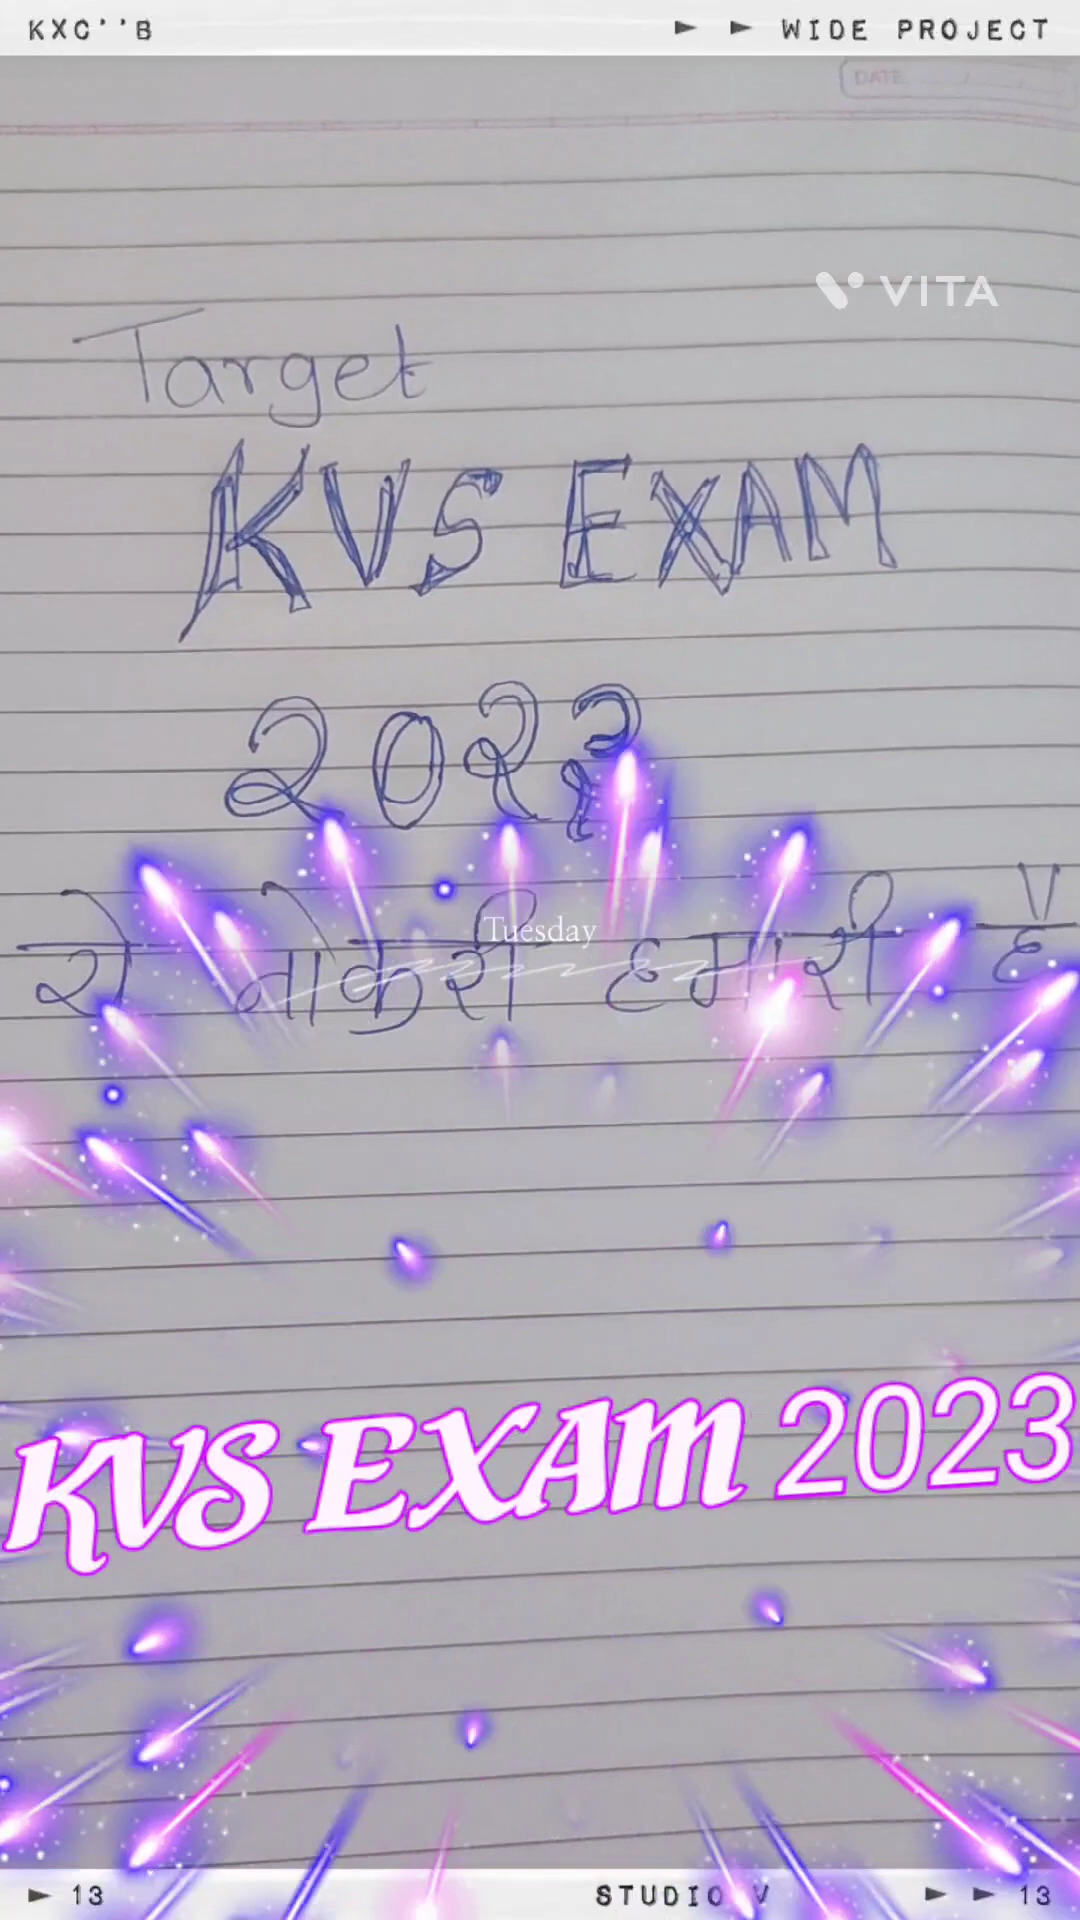 KXC''B ► ► WIDE PROJECT
DATE
VITA
Target
KVS EXAM
2023
ये नोकरी हमारी है
Tuesday
KVS EXAM 2023
► 13 STUDIO V ► ► 13